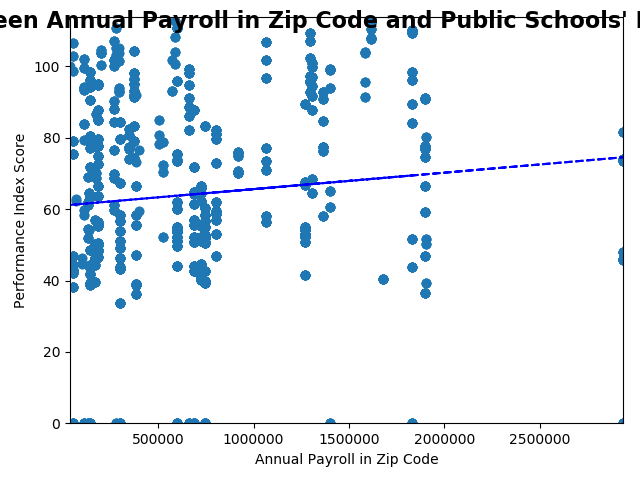 een Annual Payroll in Zip Code and Public Schools'
100
80
60
40
20
0
Performance Index Score
500000 1000000 1500000 2000000 2500000
Annual Payroll in Zip Code